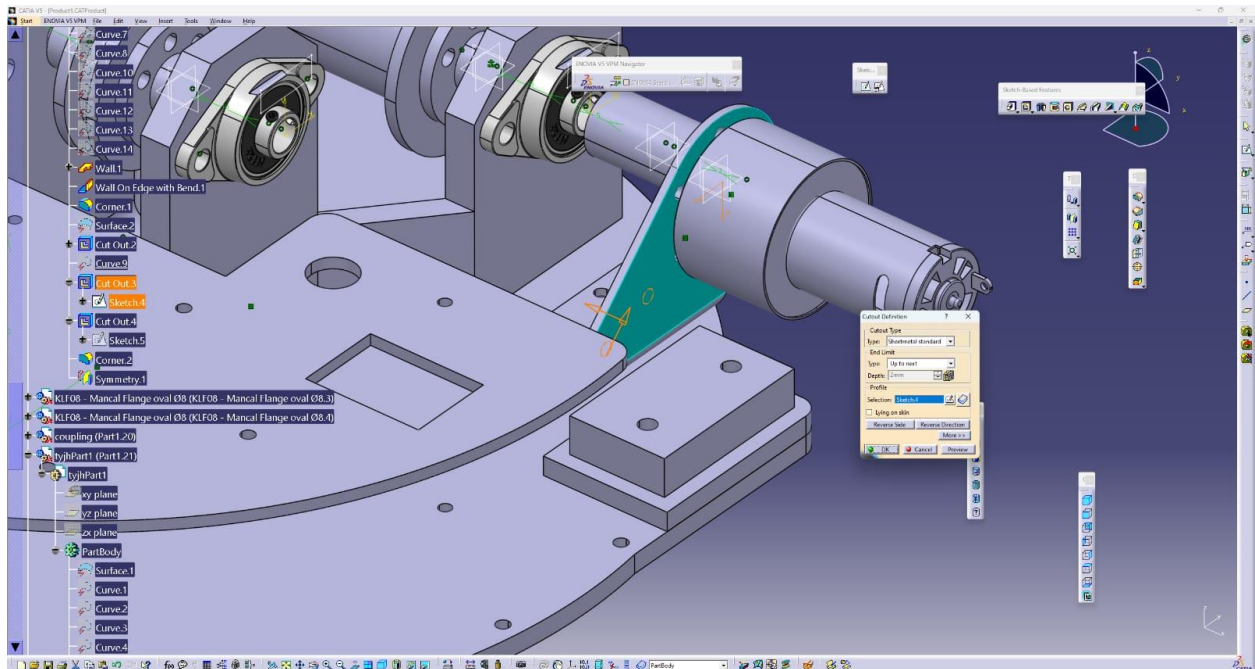 CATIA V5 - [Product1.CATProduct]
Start ENOVIA V5 VPM File Edit View Insert Tools Window Help
Curve.7
Curve.8
Curve.10
Curve.11
Curve.12
Curve.13
Curve.14
Wall.1
Wall On Edge with Bend.1
Corner.1
Surface.2
Cut Out.2
Curve.9
Cut Out.3
Sketch.4
Cut Out.4
Sketch.5
Corner.2
Symmetry.1
KLF08 - Mancal Flange oval Ø8 (KLF08 - Mancal Flange oval Ø8.3)
KLF08 - Mancal Flange oval Ø8 (KLF08 - Mancal Flange oval Ø8.4)
coupling (Part1.20)
tyjhPart1 (Part1.21)
tyjhPart1
xy plane
yz plane
zx plane
PartBody
Surface.1
Curve.1
Curve.2
Curve.3
Curve.4
ENOVIA V5 VPM Navigator
ENOVIA
Sketc...
Sketch-Based Features
z
y
x
Cutout Definition ? X
Cutout Type
Type: Sheetmetal standard
End Limit
Type: Up to next
Depth: 2mm
Profile
Selection: Sketch.4
Lying on skin
Reverse Side Reverse Direction
More >>
OK Cancel Preview
PartBody